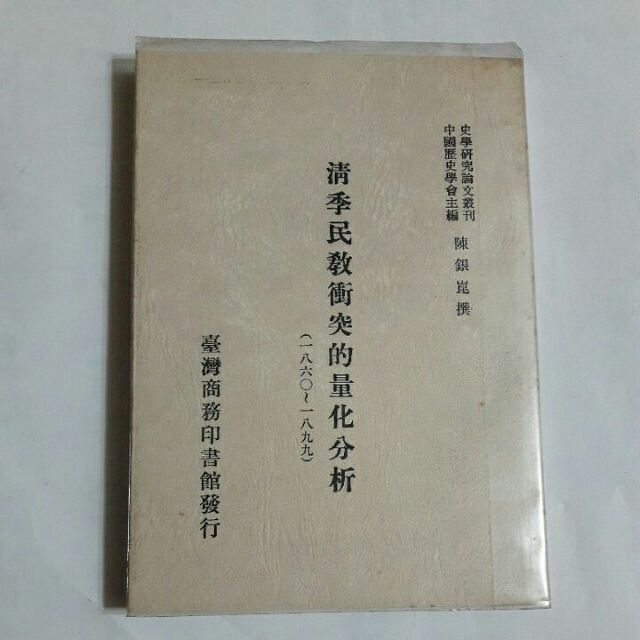 史學研究論文叢刊
中國歷史學會主編
陳銀崑撰
清季民教衝突的量化分析
(一八六〇~一八九九)
臺灣商務印書館發行